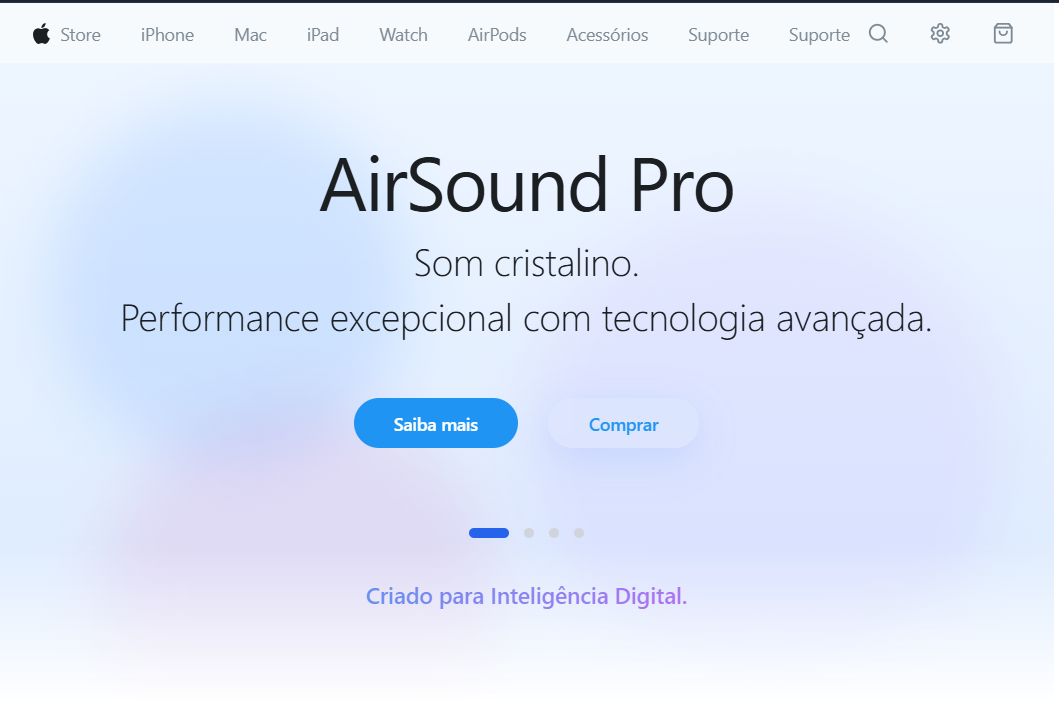 Store iPhone Mac iPad Watch AirPods Acessórios Suporte Suporte
AirSound Pro
Som cristalino.
Performance excepcional com tecnologia avançada.
Saiba mais Comprar
Criado para Inteligência Digital.